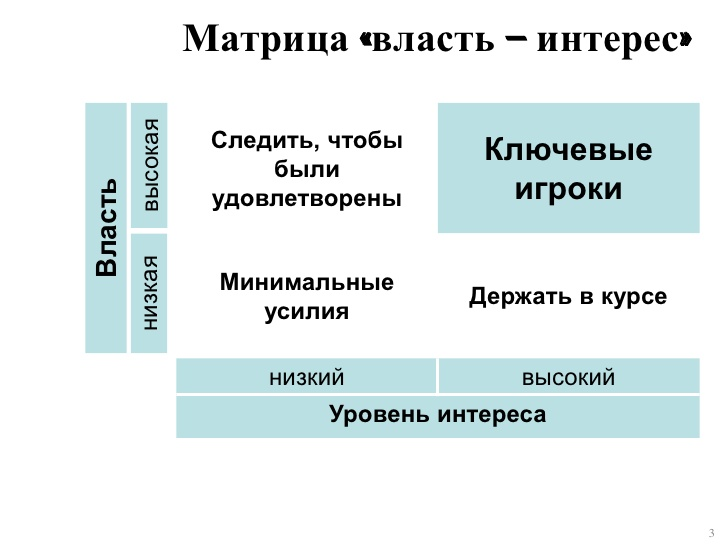 Матрица «власть – интерес»
Власть
высокая
Следить, чтобы
были
удовлетворены
Ключевые
игроки
низкая
Минимальные
усилия
Держать в курсе
низкий
высокий
Уровень интереса
3